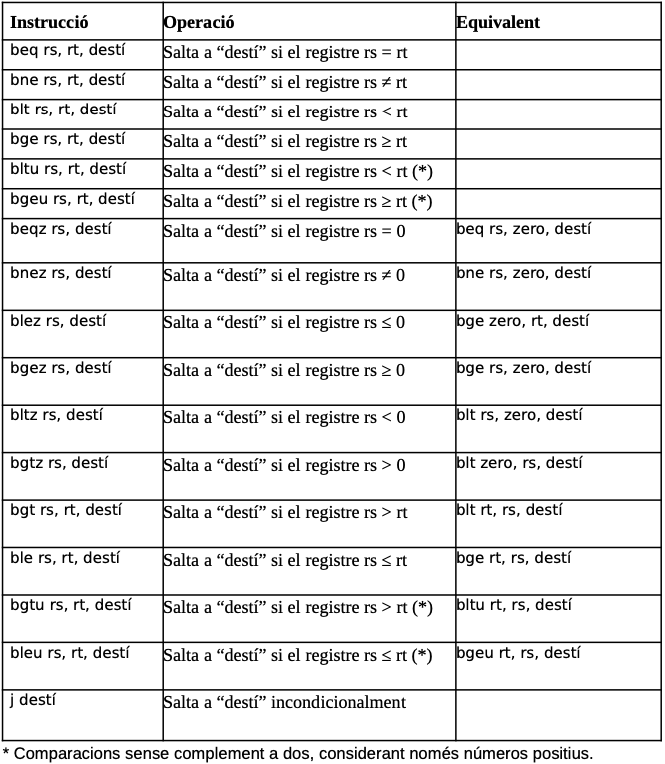 Instrucció Operació Equivalent
beq rs, rt, destí Salta a “destí” si el registre rs = rt
bne rs, rt, destí Salta a “destí” si el registre rs ≠ rt
blt rs, rt, destí Salta a “destí” si el registre rs < rt
bge rs, rt, destí Salta a “destí” si el registre rs ≥ rt
bltu rs, rt, destí Salta a “destí” si el registre rs < rt (*)
bgeu rs, rt, destí Salta a “destí” si el registre rs ≥ rt (*)
beqz rs, destí Salta a “destí” si el registre rs = 0 beq rs, zero, destí
bnez rs, destí Salta a “destí” si el registre rs ≠ 0 bne rs, zero, destí
blez rs, destí Salta a “destí” si el registre rs ≤ 0 bge zero, rt, destí
bgez rs, destí Salta a “destí” si el registre rs ≥ 0 bge rs, zero, destí
bltz rs, destí Salta a “destí” si el registre rs < 0 blt rs, zero, destí
bgtz rs, destí Salta a “destí” si el registre rs > 0 blt zero, rs, destí
bgt rs, rt, destí Salta a “destí” si el registre rs > rt blt rt, rs, destí
ble rs, rt, destí Salta a “destí” si el registre rs ≤ rt bge rt, rs, destí
bgtu rs, rt, destí Salta a “destí” si el registre rs > rt (*) bltu rt, rs, destí
bleu rs, rt, destí Salta a “destí” si el registre rs ≤ rt (*) bgeu rt, rs, destí
j destí Salta a “destí” incondicionalment
* Comparacions sense complement a dos, considerant només números positius.